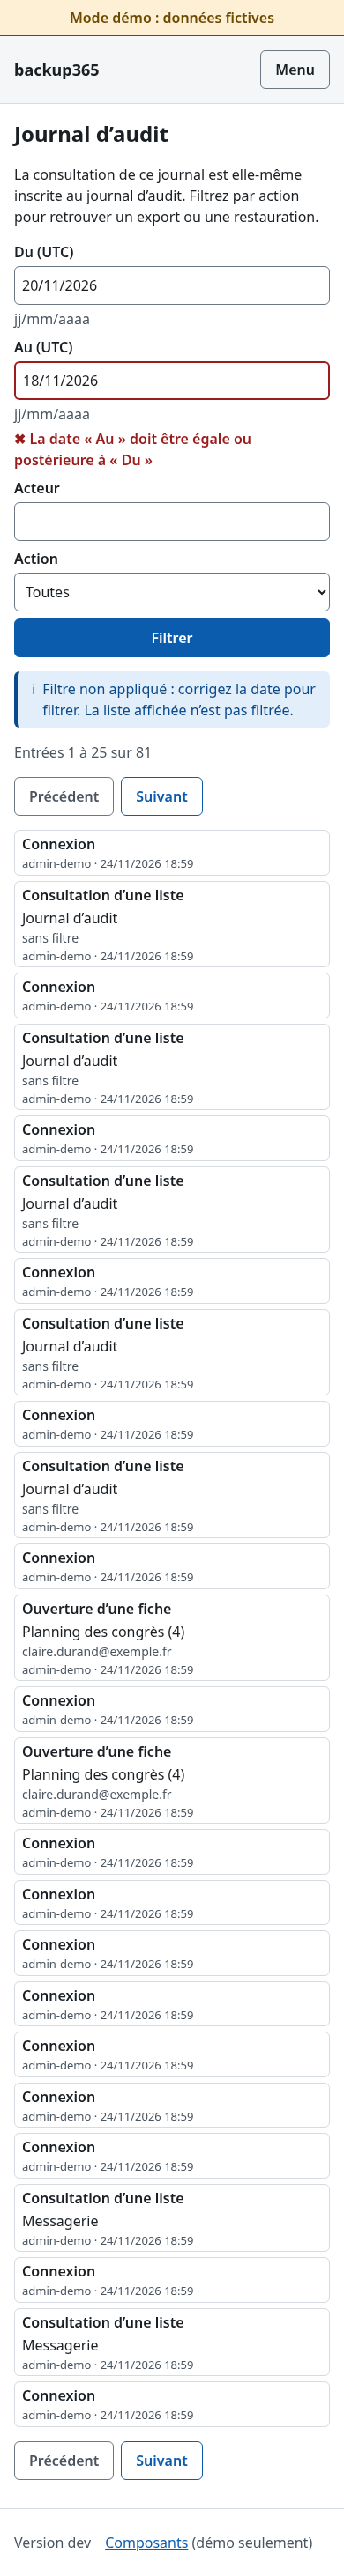 Mode démo : données fictives
backup365
Menu
Journal d’audit
La consultation de ce journal est elle-même
inscrite au journal d’audit. Filtrez par action
pour retrouver un export ou une restauration.
Du (UTC)
20/11/2026
jj/mm/aaaa
Au (UTC)
18/11/2026
jj/mm/aaaa
✖ La date « Au » doit être égale ou
postérieure à « Du »
Acteur
Action
Toutes
Filtrer
i Filtre non appliqué : corrigez la date pour
filtrer. La liste affichée n’est pas filtrée.
Entrées 1 à 25 sur 81
Précédent Suivant
Connexion
admin-demo · 24/11/2026 18:59
Consultation d’une liste
Journal d’audit
sans filtre
admin-demo · 24/11/2026 18:59
Connexion
admin-demo · 24/11/2026 18:59
Consultation d’une liste
Journal d’audit
sans filtre
admin-demo · 24/11/2026 18:59
Connexion
admin-demo · 24/11/2026 18:59
Consultation d’une liste
Journal d’audit
sans filtre
admin-demo · 24/11/2026 18:59
Connexion
admin-demo · 24/11/2026 18:59
Consultation d’une liste
Journal d’audit
sans filtre
admin-demo · 24/11/2026 18:59
Connexion
admin-demo · 24/11/2026 18:59
Consultation d’une liste
Journal d’audit
sans filtre
admin-demo · 24/11/2026 18:59
Connexion
admin-demo · 24/11/2026 18:59
Ouverture d’une fiche
Planning des congrès (4)
claire.durand@exemple.fr
admin-demo · 24/11/2026 18:59
Connexion
admin-demo · 24/11/2026 18:59
Ouverture d’une fiche
Planning des congrès (4)
claire.durand@exemple.fr
admin-demo · 24/11/2026 18:59
Connexion
admin-demo · 24/11/2026 18:59
Connexion
admin-demo · 24/11/2026 18:59
Connexion
admin-demo · 24/11/2026 18:59
Connexion
admin-demo · 24/11/2026 18:59
Connexion
admin-demo · 24/11/2026 18:59
Connexion
admin-demo · 24/11/2026 18:59
Connexion
admin-demo · 24/11/2026 18:59
Consultation d’une liste
Messagerie
admin-demo · 24/11/2026 18:59
Connexion
admin-demo · 24/11/2026 18:59
Consultation d’une liste
Messagerie
admin-demo · 24/11/2026 18:59
Connexion
admin-demo · 24/11/2026 18:59
Précédent Suivant
Version dev Composants (démo seulement)